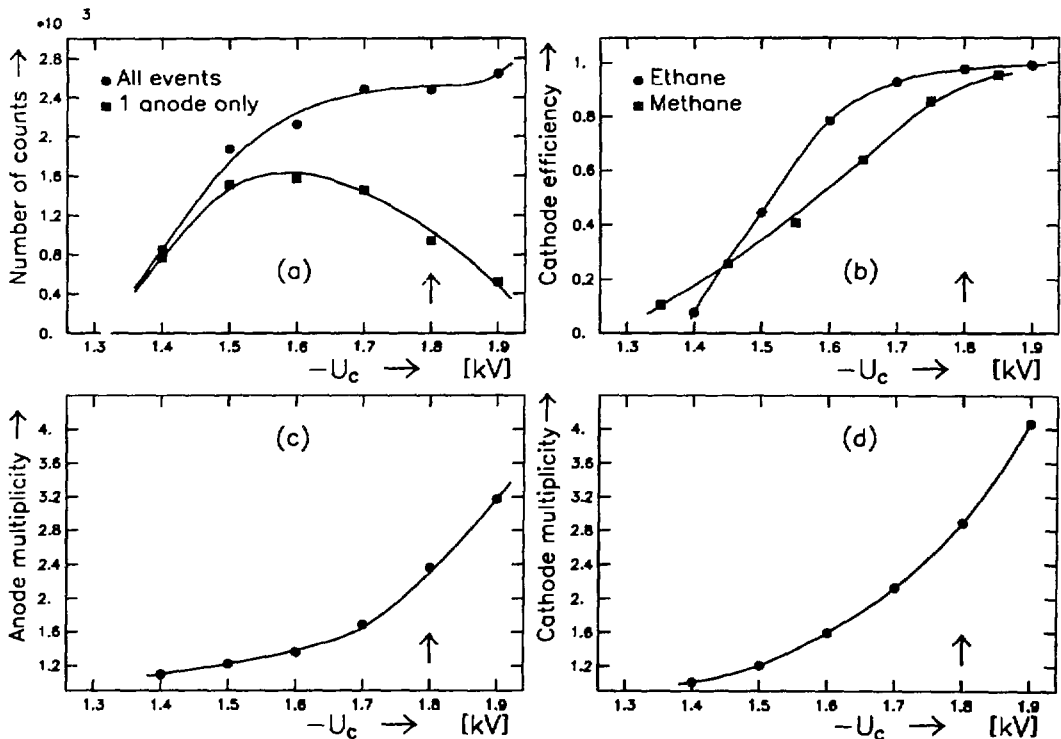 *10 3
Number of counts →
2.8
2.4
2.
1.6
1.2
0.8
0.4
0.
All events
1 anode only
(a)
1.3 1.4 1.5 1.6 1.7 1.8 1.9
-Uc → [kV]
Cathode efficiency →
1.
0.8
0.6
0.4
0.2
0.
Ethane
Methane
(b)
1.3 1.4 1.5 1.6 1.7 1.8 1.9
-Uc → [kV]
Anode multiplicity →
4.
3.6
3.2
2.8
2.4
2.
1.6
1.2
(c)
1.3 1.4 1.5 1.6 1.7 1.8 1.9
-Uc → [kV]
Cathode multiplicity →
4.
3.6
3.2
2.8
2.4
2.
1.6
1.2
(d)
1.3 1.4 1.5 1.6 1.7 1.8 1.9
-Uc → [kV]